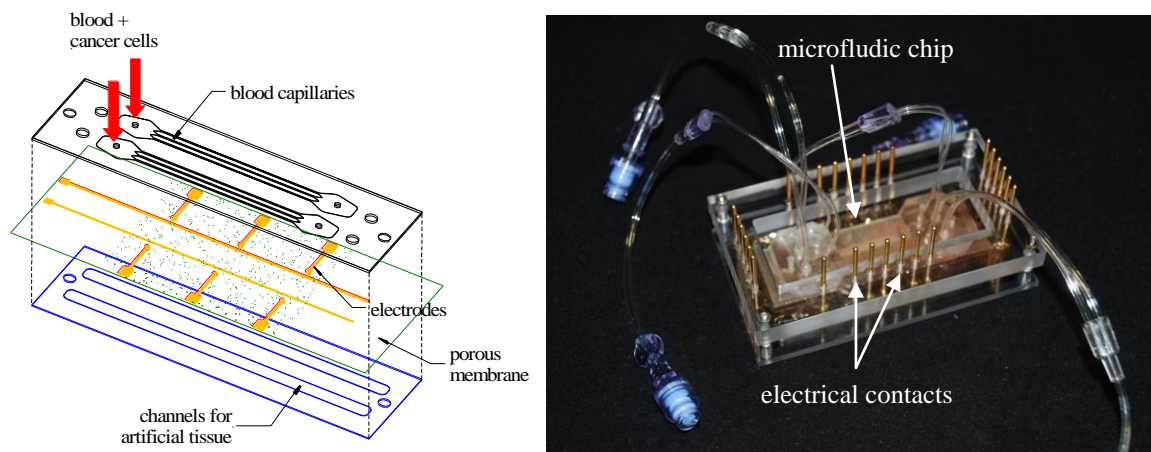 blood +
cancer cells
blood capillaries
electrodes
porous
membrane
channels for
artificial tissue
microfludic chip
electrical contacts